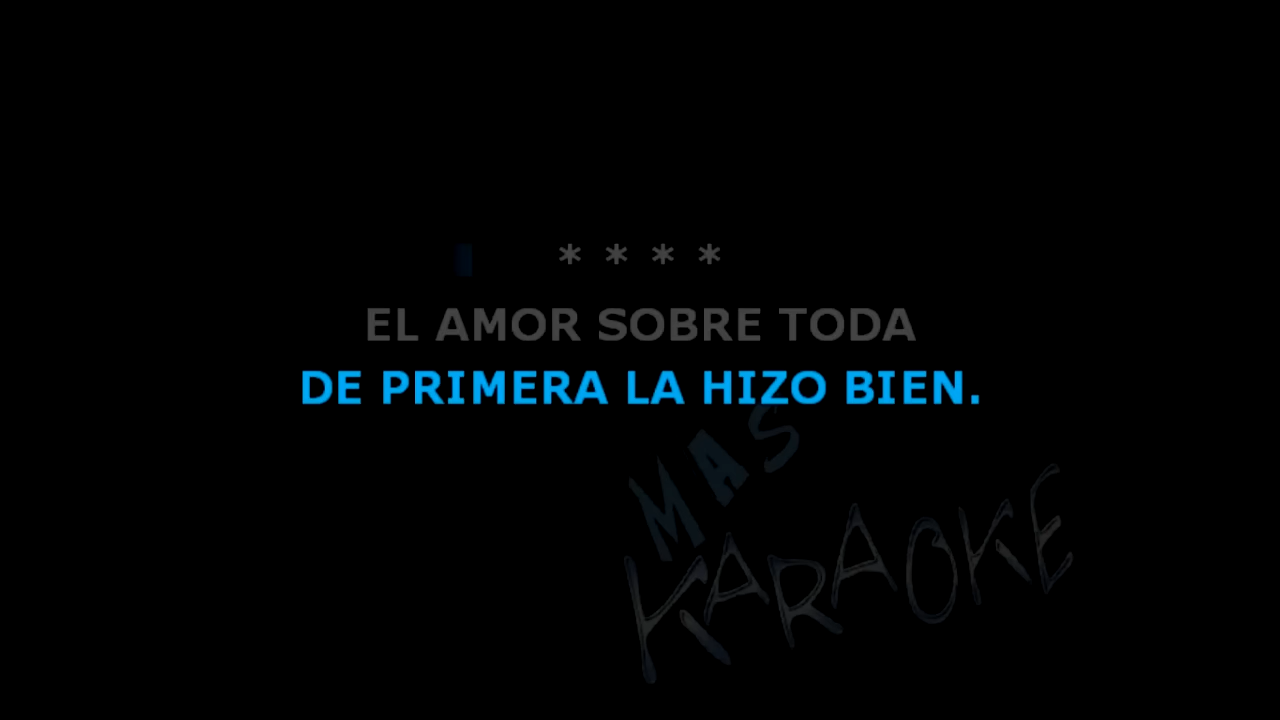 * * * *
EL AMOR SOBRE TODA
DE PRIMERA LA HIZO BIEN.
MAS
KARAOKE